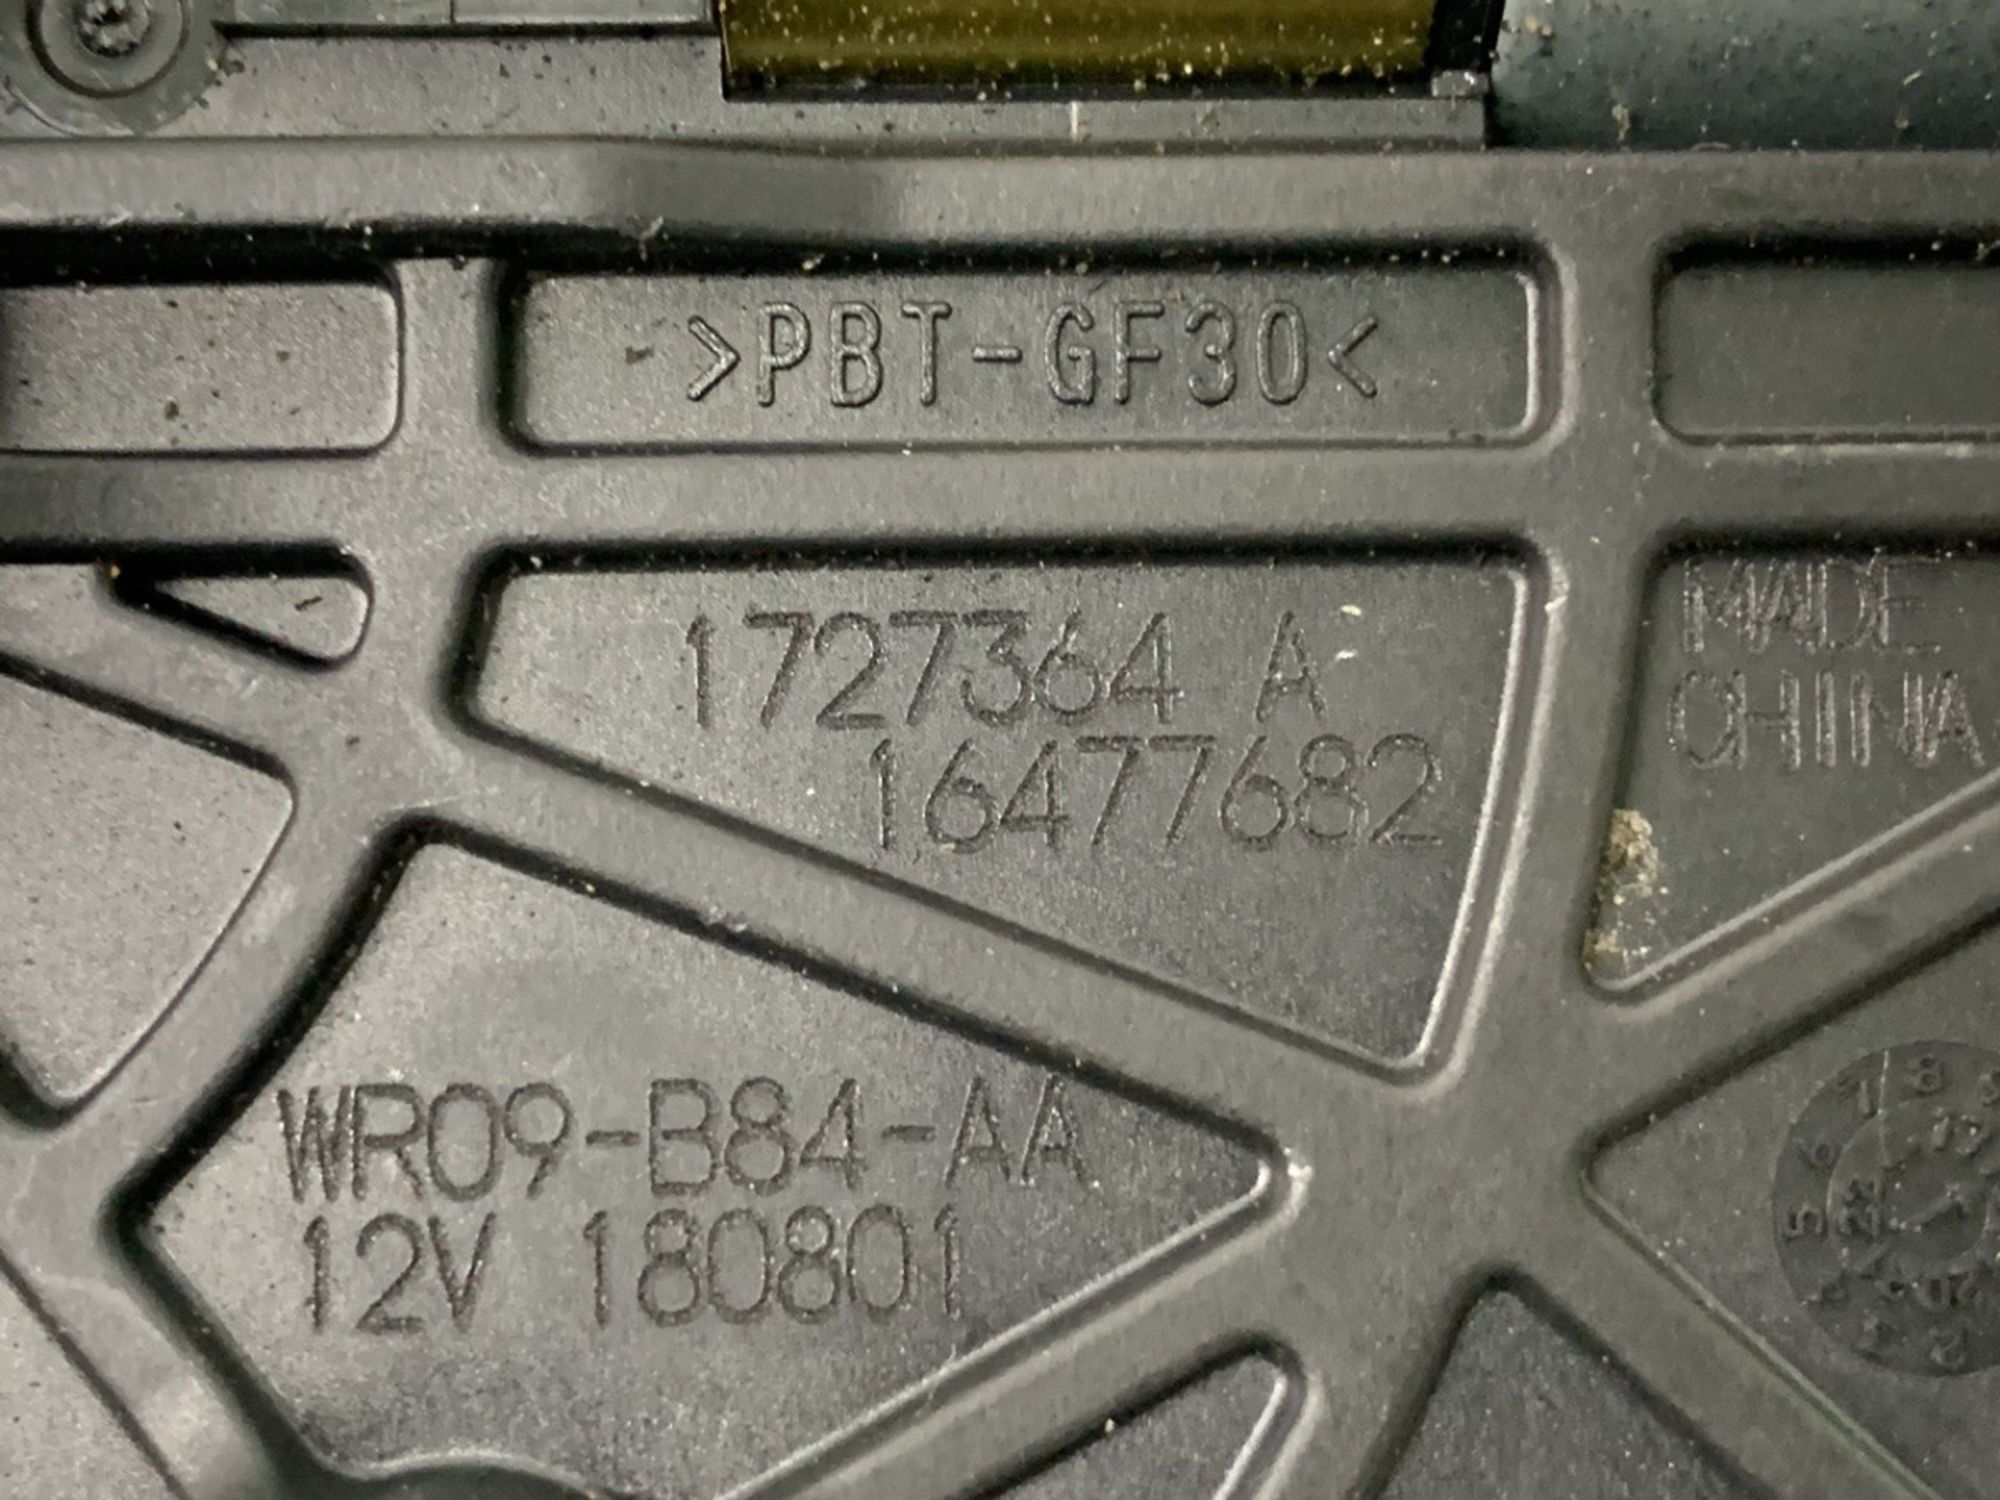 >PBT-GF30<
1727364 A
16477682
MADE
CHINA
WR09-B84-AA
12V 180801